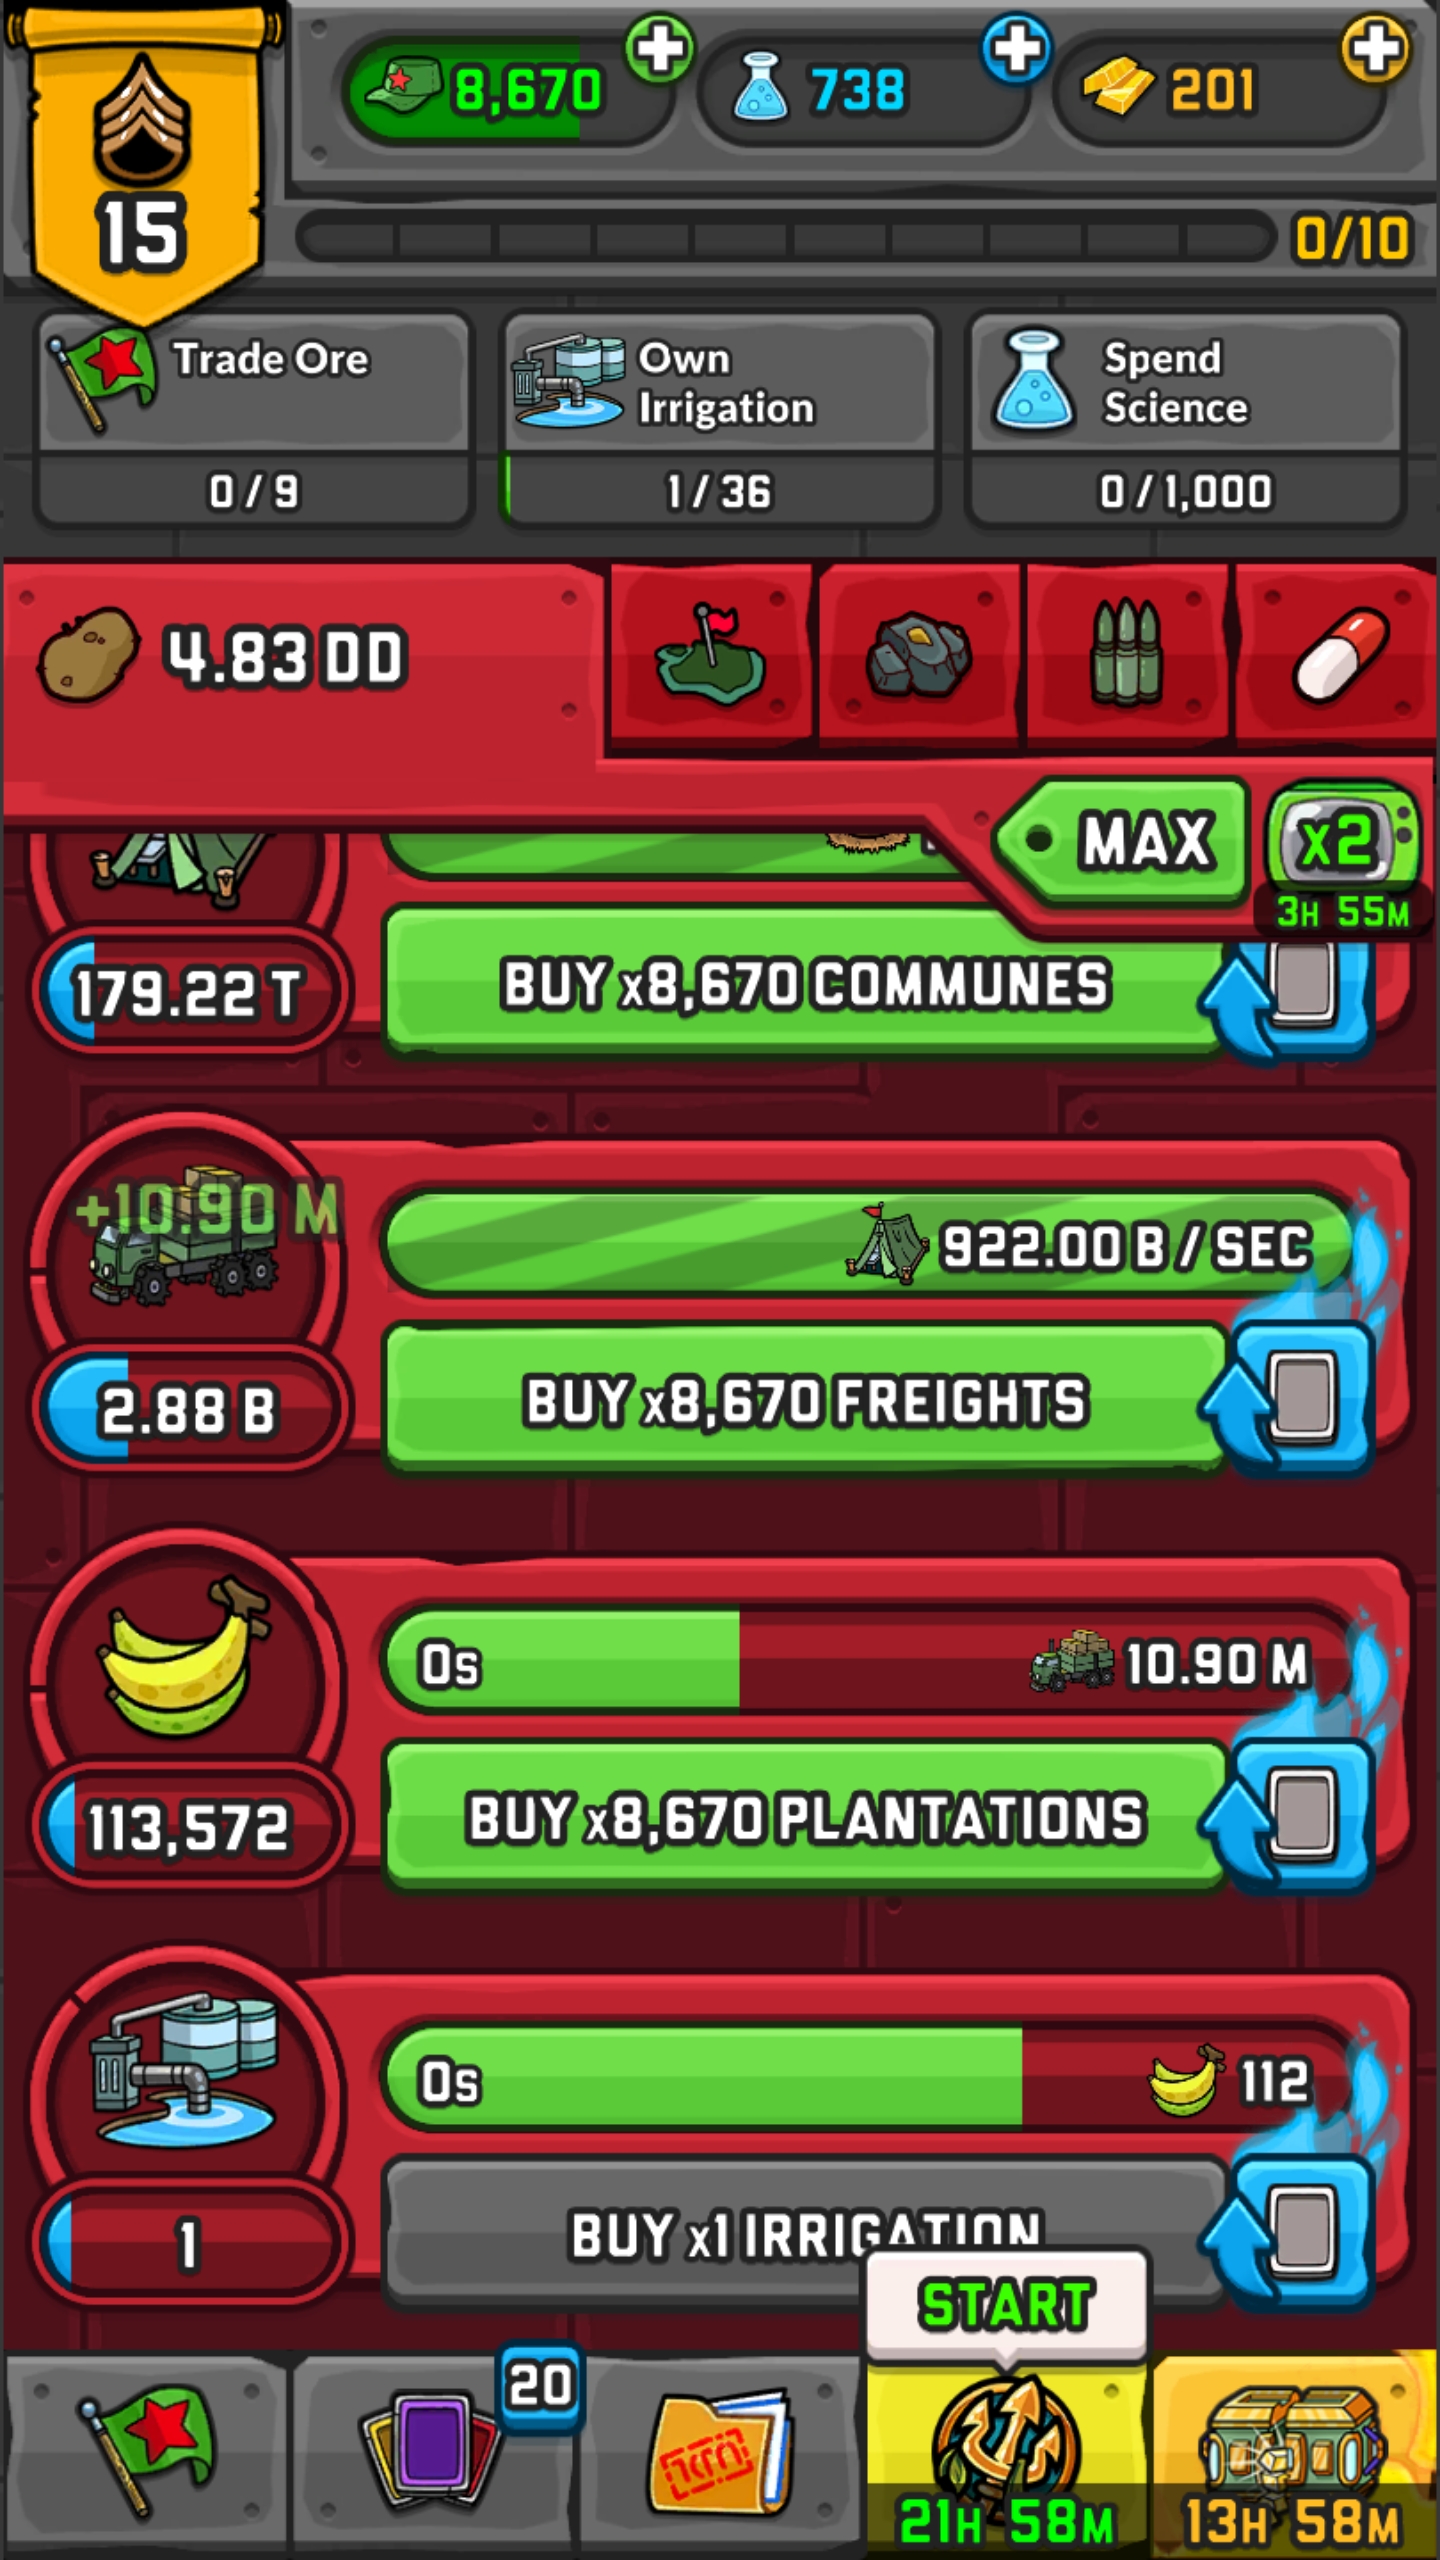 8,670
738
201
15
0/10
Trade Ore
0 / 9
Own
Irrigation
1 / 36
Spend
Science
0 / 1,000
4.83 DD
MAX
x2
3H 55M
179.22 T
BUY x8,670 COMMUNES
+10.90 M
922.00 B / SEC
2.88 B
BUY x8,670 FREIGHTS
0s
10.90 M
113,572
BUY x8,670 PLANTATIONS
0s
112
1
BUY x1 IRRIGATION
START
20
21H 58M
13H 58M